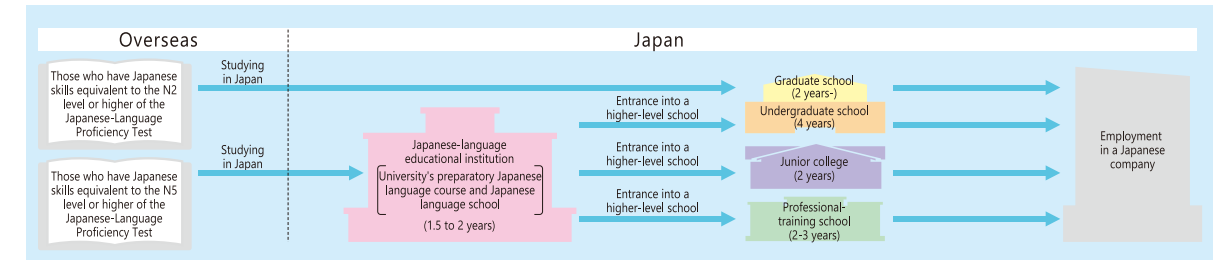 Overseas
Japan
Those who have Japanese
skills equivalent to the N2
level or higher of the
Japanese-Language
Proficiency Test
Studying
in Japan
Those who have Japanese
skills equivalent to the N5
level or higher of the
Japanese-Language
Proficiency Test
Studying
in Japan
Japanese-language
educational institution
University's preparatory Japanese
language course and Japanese
language school
(1.5 to 2 years)
Entrance into a
higher-level school
Entrance into a
higher-level school
Entrance into a
higher-level school
Graduate school
(2 years-)
Undergraduate school
(4 years)
Junior college
(2 years)
Professional-
training school
(2-3 years)
Employment
in a Japanese
company